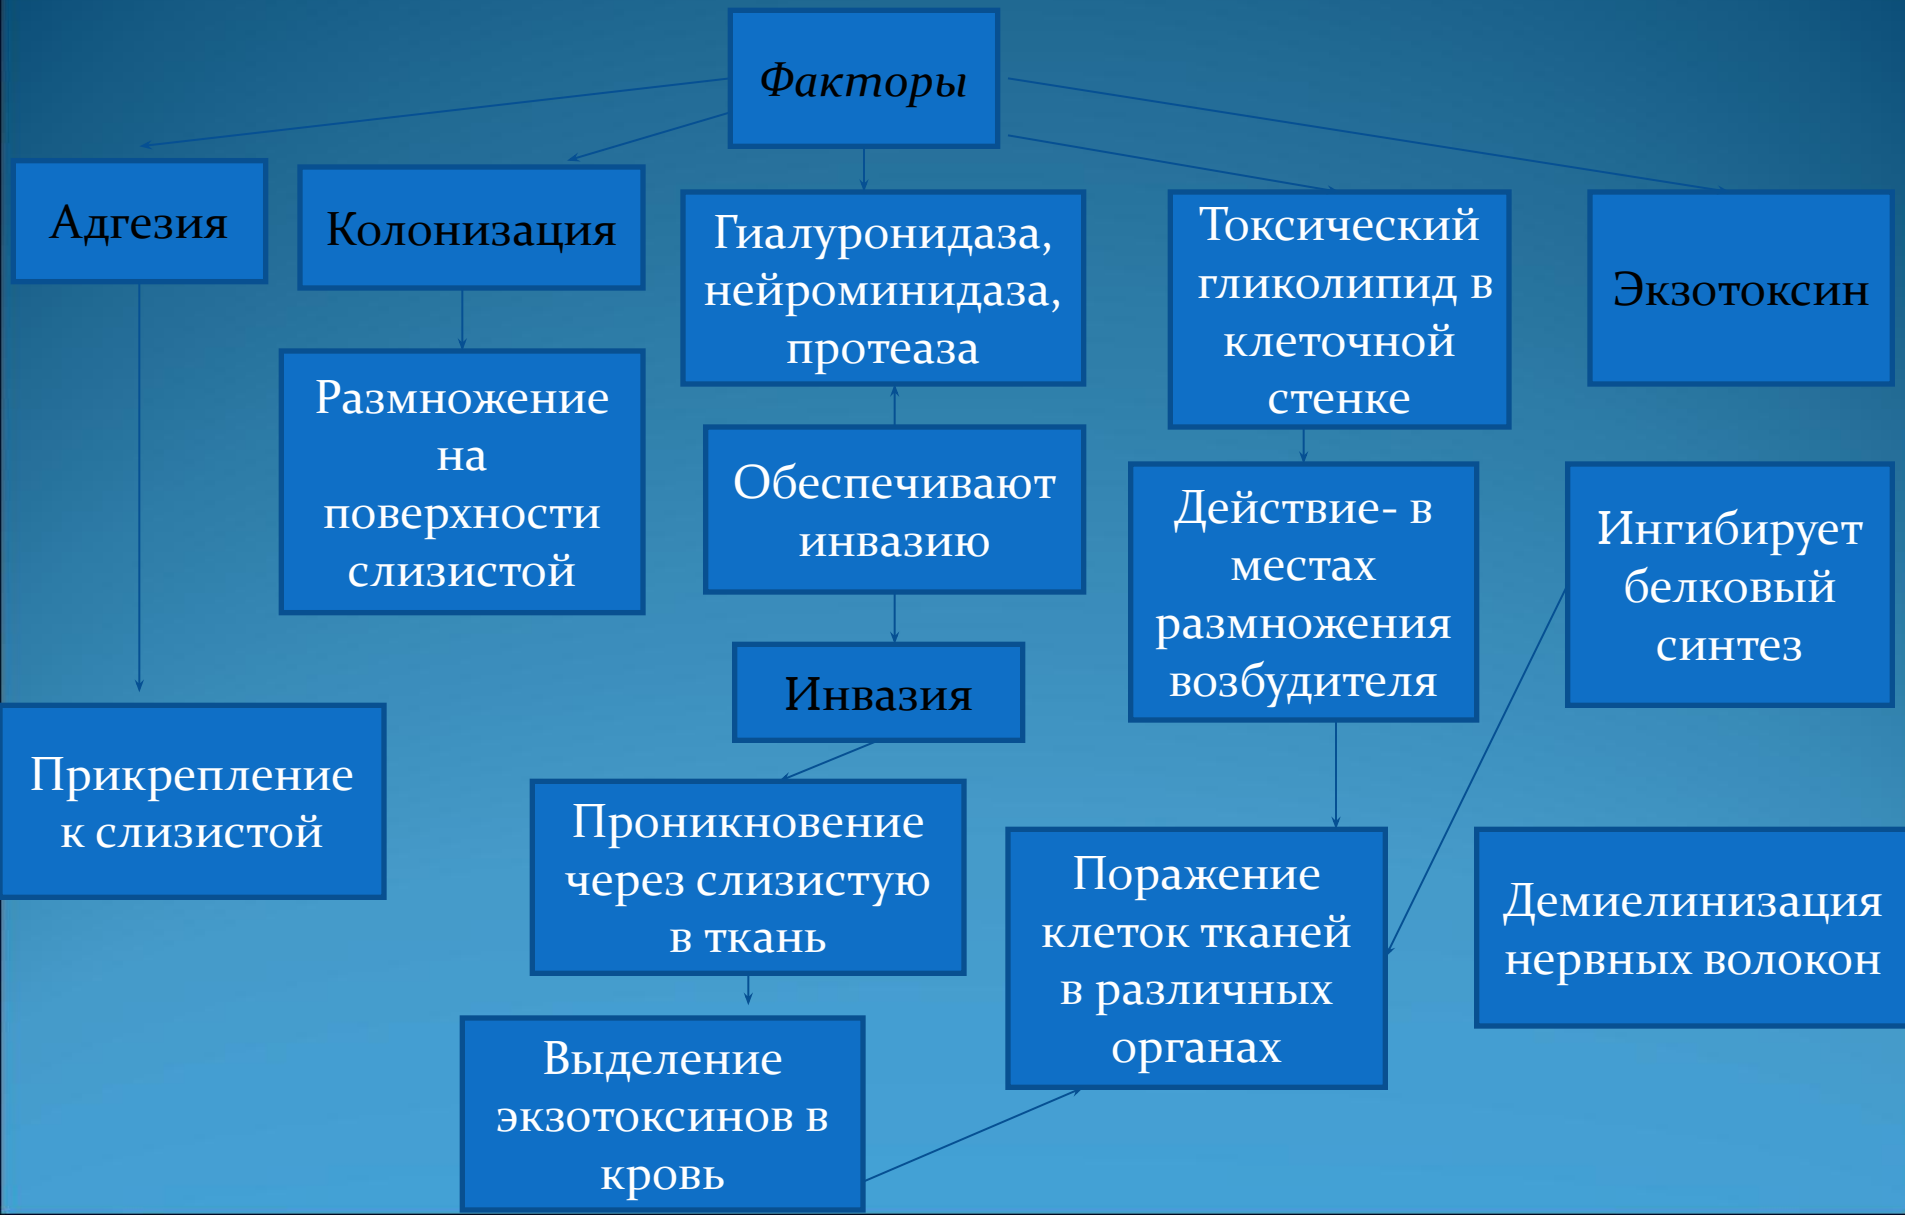 Факторы
Адгезия
Колонизация
Гиалуронидаза,
нейроминидаза,
протеаза
Токсический
гликолипид в
клеточной
стенке
Экзотоксин
Размножение
на
поверхности
слизистой
Обеспечивают
инвазию
Действие- в
местах
размножения
возбудителя
Ингибирует
белковый
синтез
Инвазия
Прикрепление
к слизистой
Проникновение
через слизистую
в ткань
Поражение
клеток тканей
в различных
органах
Демиелинизация
нервных волокон
Выделение
экзотоксинов в
кровь